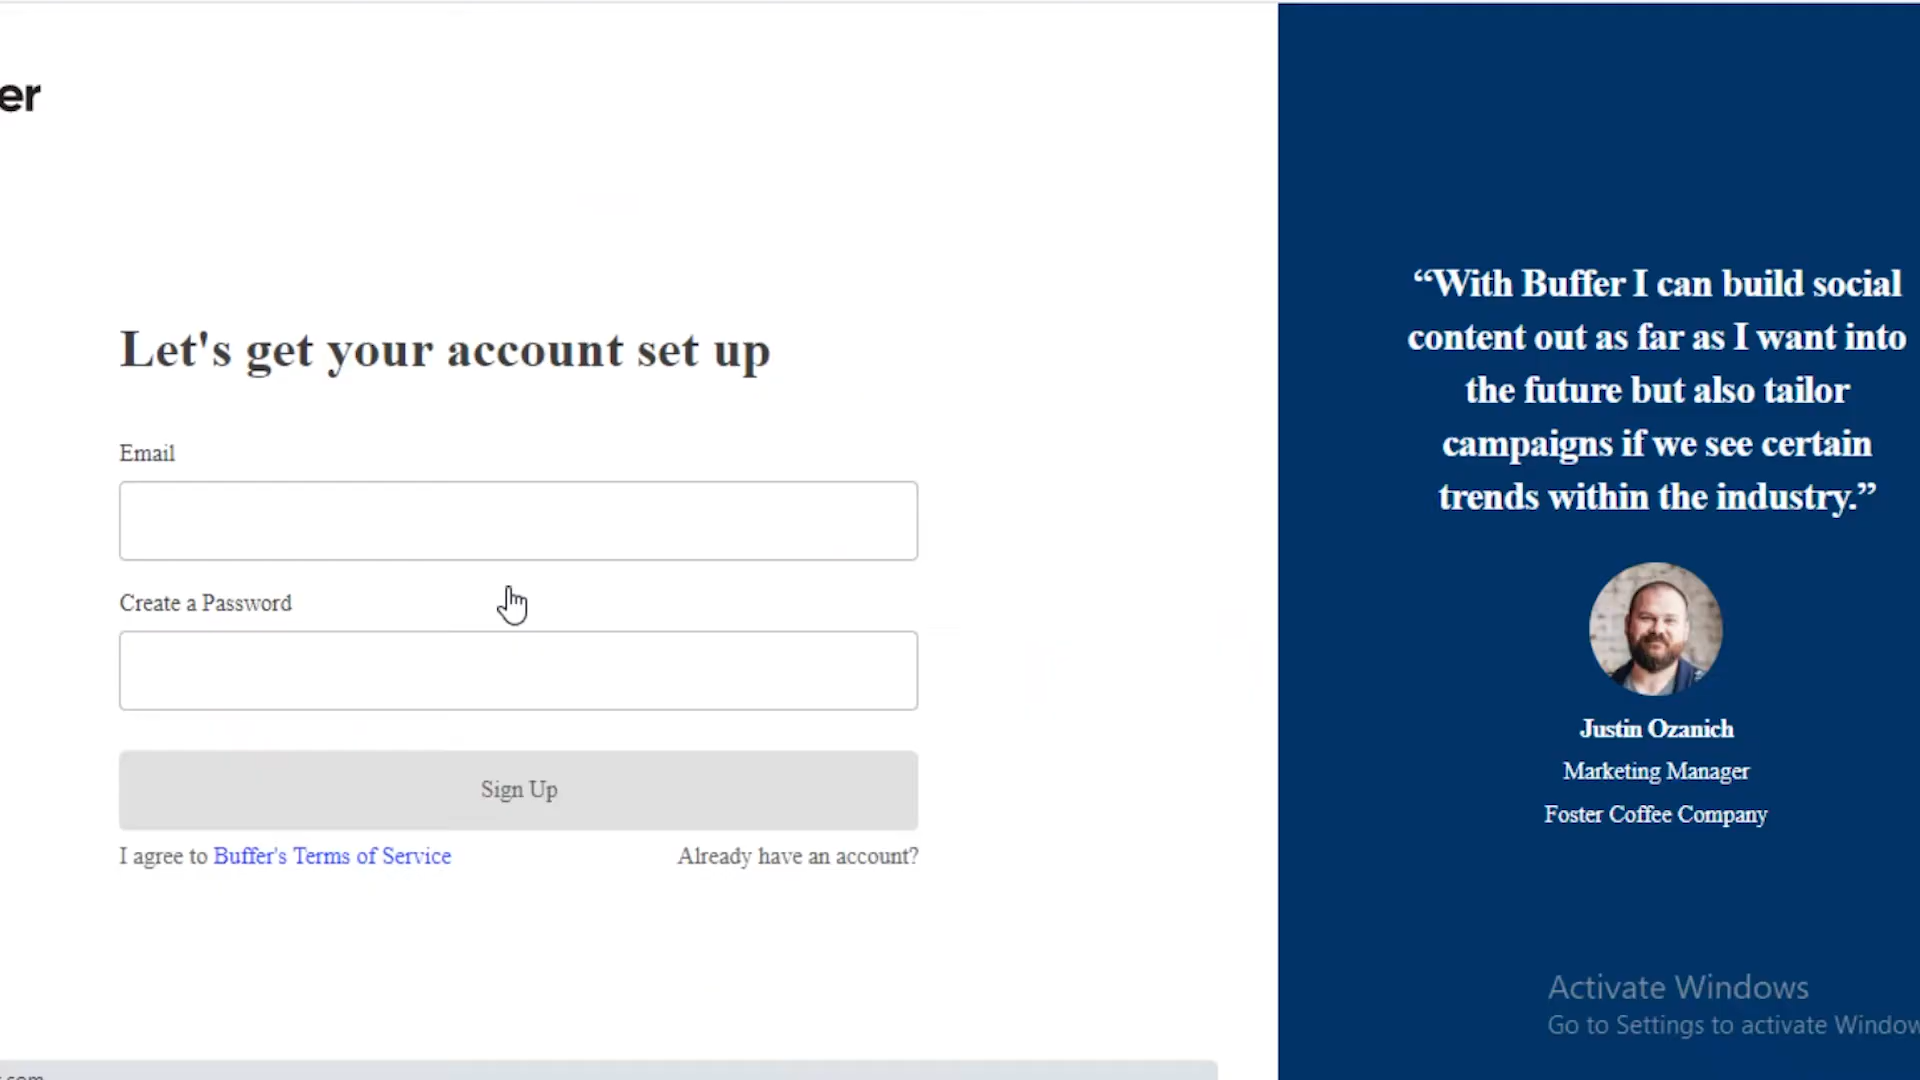 er
Let's get your account set up
Email
Create a Password
Sign Up
I agree to Buffer's Terms of Service
Already have an account?
“With Buffer I can build social
content out as far as I want into
the future but also tailor
campaigns if we see certain
trends within the industry.”
Justin Ozanich
Marketing Manager
Foster Coffee Company
Activate Windows
Go to Settings to activate Window
.com